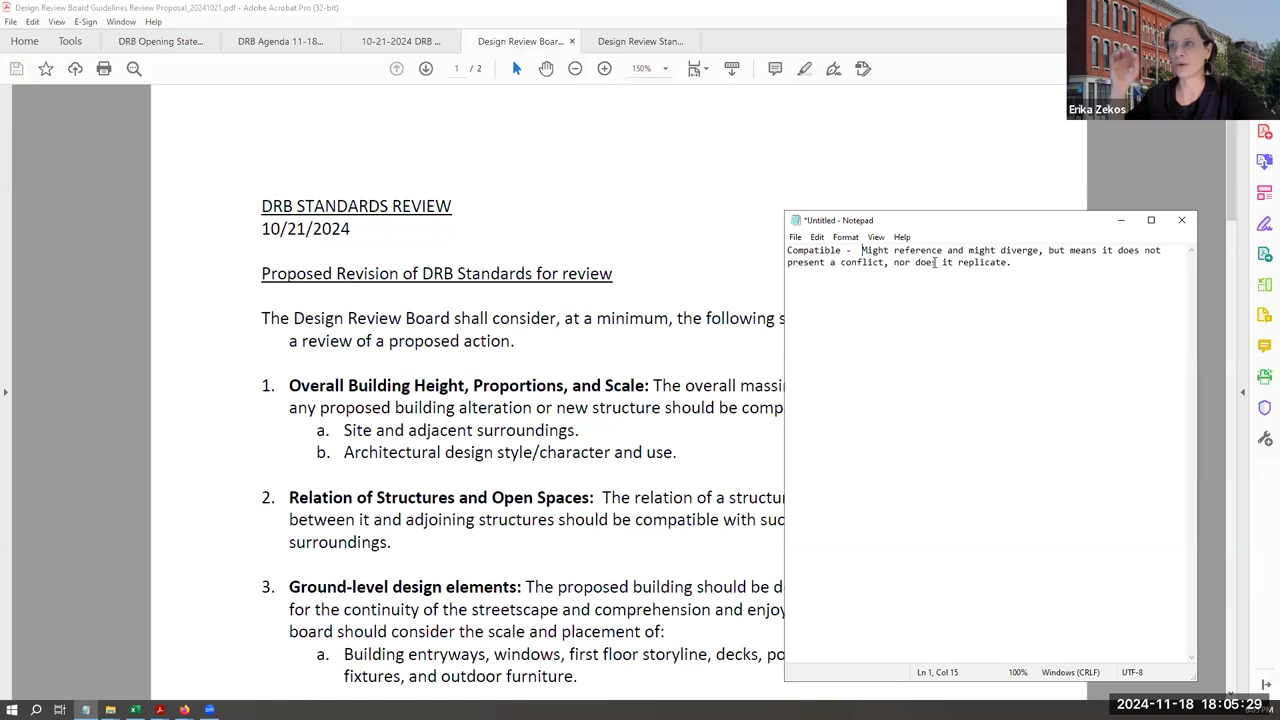 Design Review Board Guidelines Review Proposal_20241021.pdf - Adobe Acrobat Pro (32-bit)
File Edit View E-Sign Window Help
Home Tools DRB Opening State... DRB Agenda 11-18... 10-21-2024 DRB ... Design Review Boar... × Design Review Stan...
1 / 2 150%
Erika Zekos
DRB STANDARDS REVIEW
10/21/2024
Proposed Revision of DRB Standards for review
The Design Review Board shall consider, at a minimum, the following s
a review of a proposed action.
1. Overall Building Height, Proportions, and Scale: The overall massi
any proposed building alteration or new structure should be comp
a. Site and adjacent surroundings.
b. Architectural design style/character and use.
2. Relation of Structures and Open Spaces: The relation of a structu
between it and adjoining structures should be compatible with suc
surroundings.
3. Ground-level design elements: The proposed building should be d
for the continuity of the streetscape and comprehension and enjoy
board should consider the scale and placement of:
a. Building entryways, windows, first floor storyline, decks, po
fixtures, and outdoor furniture.
*Untitled - Notepad
File Edit Format View Help
Compatible - Might reference and might diverge, but means it does not
present a conflict, nor does it replicate.
Ln 1, Col 15 100% Windows (CRLF) UTF-8
2024-11-18 18:05:29